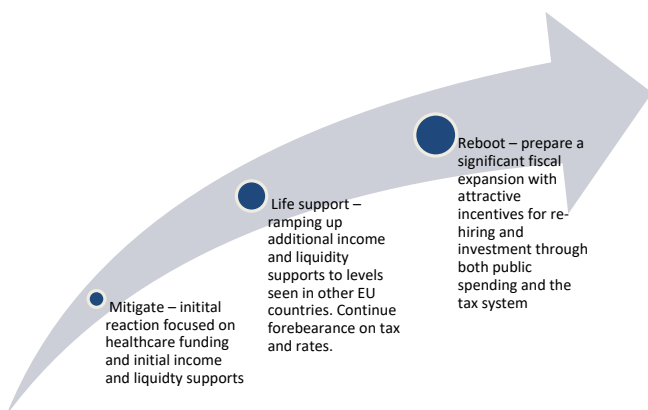 Mitigate – initital
reaction focused on
healthcare funding
and initial income
and liquidty supports
Life support –
ramping up
additional income
and liquidity
supports to levels
seen in other EU
countries. Continue
forebearance on tax
and rates.
Reboot – prepare a
significant fiscal
expansion with
attractive
incentives for re-
hiring and
investment through
both public
spending and the
tax system